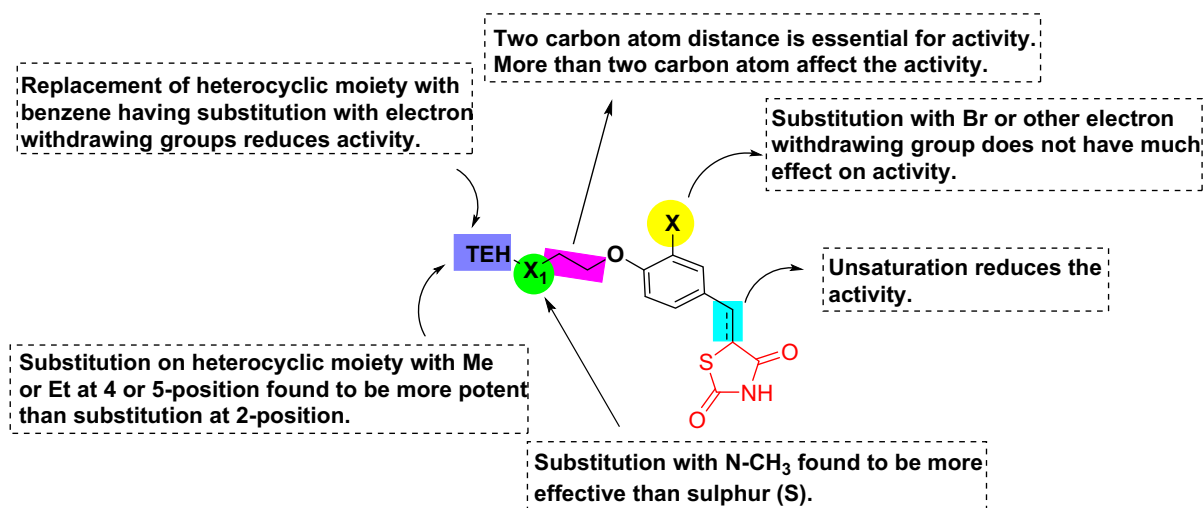 Two carbon atom distance is essential for activity.
More than two carbon atom affect the activity.
Replacement of heterocyclic moiety with
benzene having substitution with electron
withdrawing groups reduces activity.
Substitution with Br or other electron
withdrawing group does not have much
effect on activity.
X
TEH
X₁
O
Unsaturation reduces the
activity.
S
O
NH
O
Substitution on heterocyclic moiety with Me
or Et at 4 or 5-position found to be more potent
than substitution at 2-position.
Substitution with N-CH₃ found to be more
effective than sulphur (S).